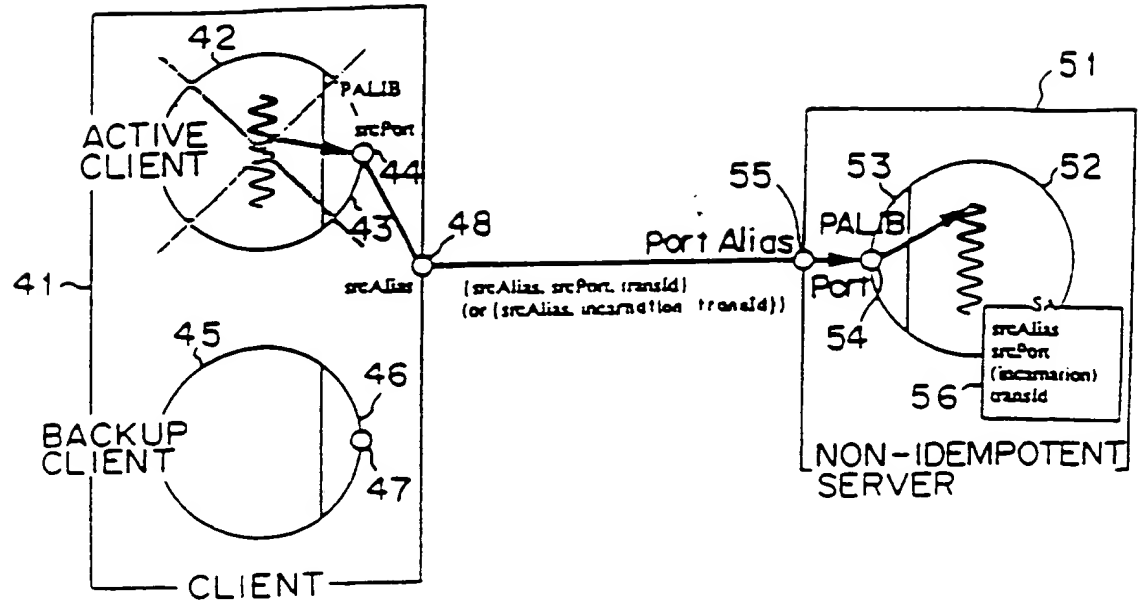 42
PALIB
srcPort
ACTIVE
CLIENT
44
43
48
srcAlias
41
45
46
BACKUP
CLIENT
47
CLIENT
(srcAlias, srcPort, transId)
(or (srcAlias, incarnation transId))
Port Alias
55
51
53
52
PALIB
Port
54
SA
srcAlias
srcPort
(incarnation)
transId
56
NON-IDEMPOTENT
SERVER